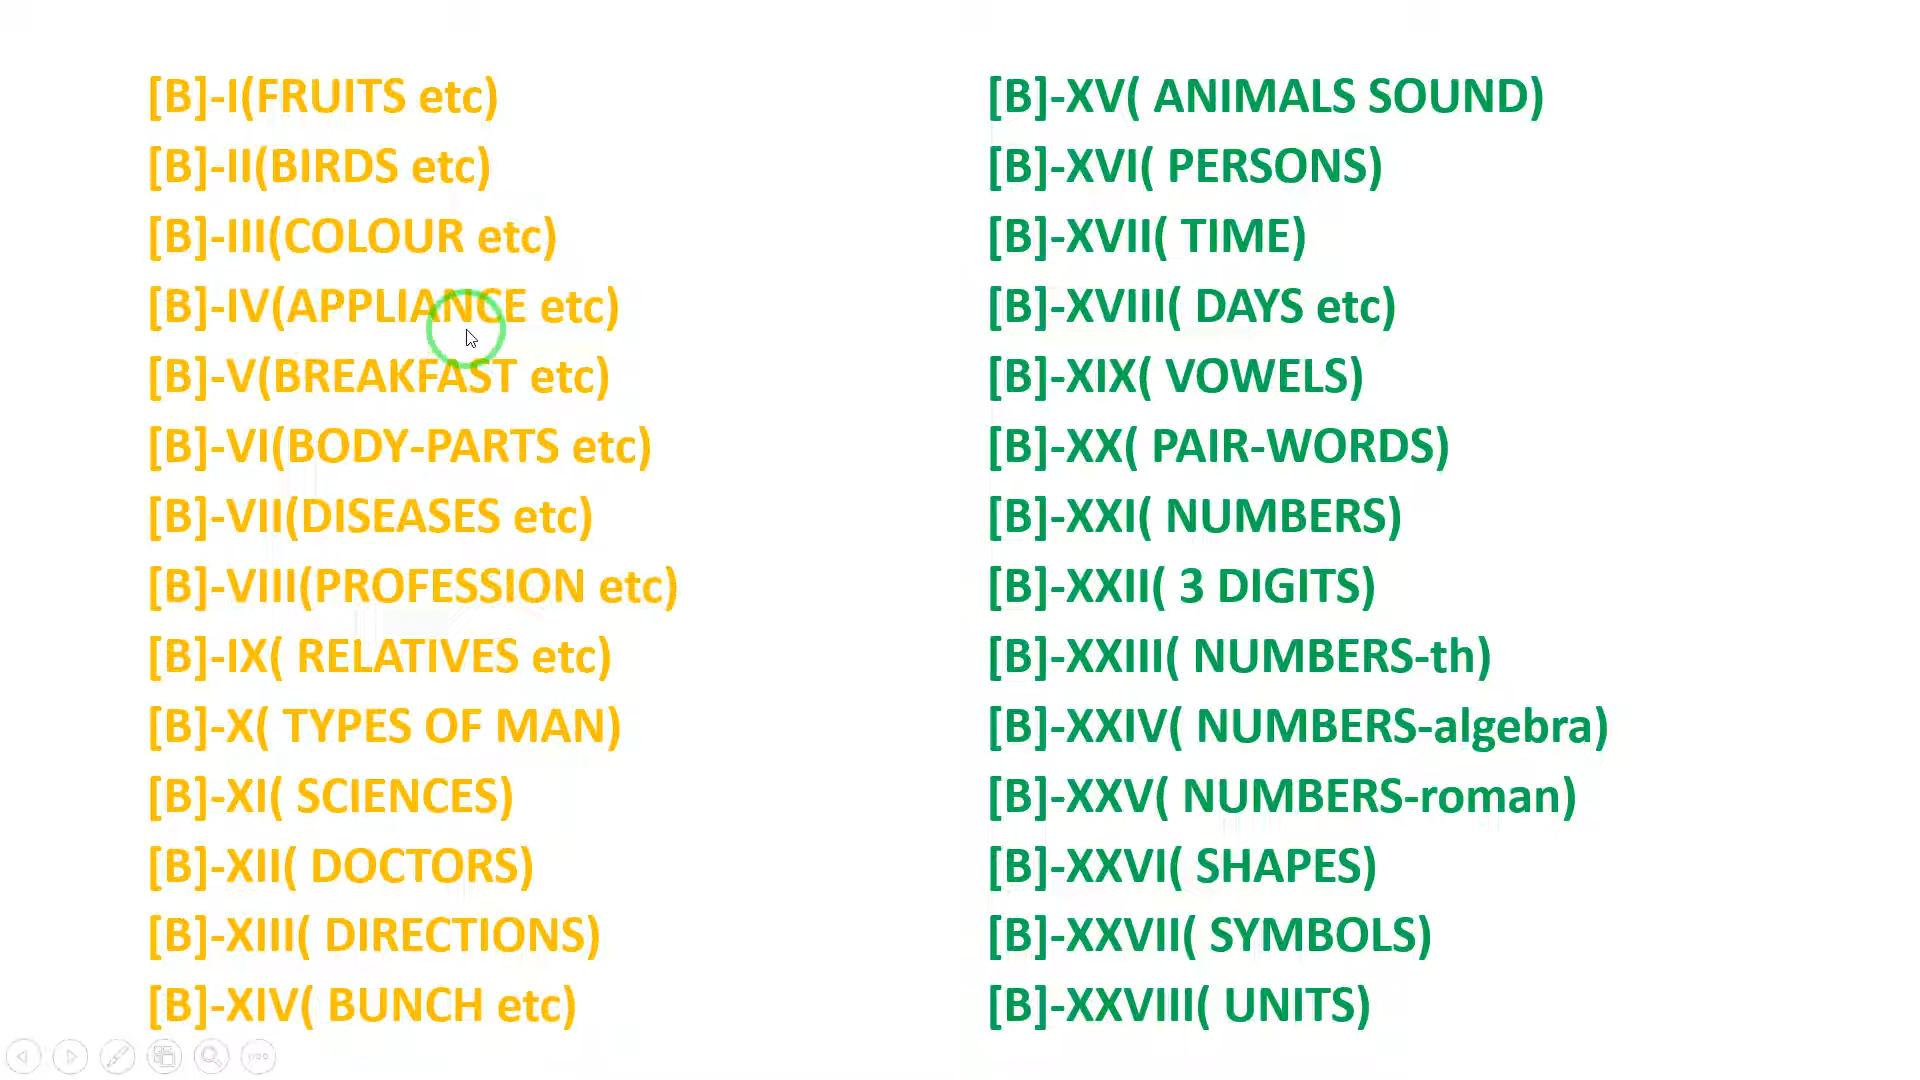 [B]-I(FRUITS etc)
[B]-II(BIRDS etc)
[B]-III(COLOUR etc)
[B]-IV(APPLIANCE etc)
[B]-V(BREAKFAST etc)
[B]-VI(BODY-PARTS etc)
[B]-VII(DISEASES etc)
[B]-VIII(PROFESSION etc)
[B]-IX( RELATIVES etc)
[B]-X( TYPES OF MAN)
[B]-XI( SCIENCES)
[B]-XII( DOCTORS)
[B]-XIII( DIRECTIONS)
[B]-XIV( BUNCH etc)
[B]-XV( ANIMALS SOUND)
[B]-XVI( PERSONS)
[B]-XVII( TIME)
[B]-XVIII( DAYS etc)
[B]-XIX( VOWELS)
[B]-XX( PAIR-WORDS)
[B]-XXI( NUMBERS)
[B]-XXII( 3 DIGITS)
[B]-XXIII( NUMBERS-th)
[B]-XXIV( NUMBERS-algebra)
[B]-XXV( NUMBERS-roman)
[B]-XXVI( SHAPES)
[B]-XXVII( SYMBOLS)
[B]-XXVIII( UNITS)